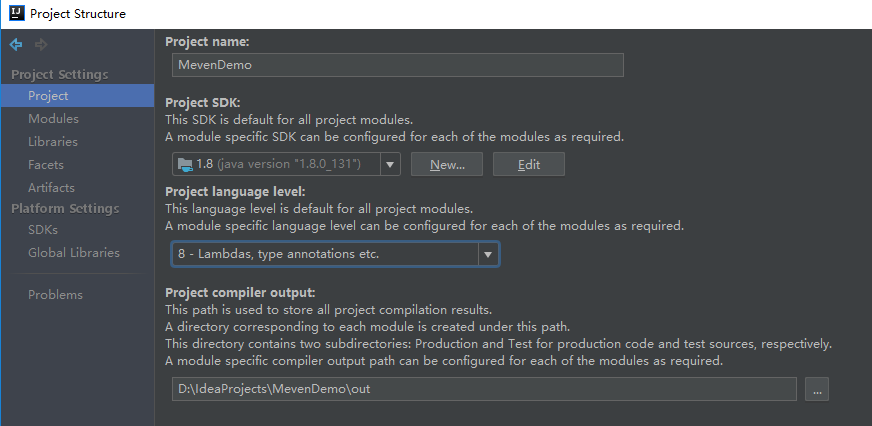 IJ Project Structure
Project Settings
Project
Modules
Libraries
Facets
Artifacts
Platform Settings
SDKs
Global Libraries
Problems
Project name:
MevenDemo
Project SDK:
This SDK is default for all project modules.
A module specific SDK can be configured for each of the modules as required.
1.8 (java version "1.8.0_131") New... Edit
Project language level:
This language level is default for all project modules.
A module specific language level can be configured for each of the modules as required.
8 - Lambdas, type annotations etc.
Project compiler output:
This path is used to store all project compilation results.
A directory corresponding to each module is created under this path.
This directory contains two subdirectories: Production and Test for production code and test sources, respectively.
A module specific compiler output path can be configured for each of the modules as required.
D:\IdeaProjects\MevenDemo\out ...